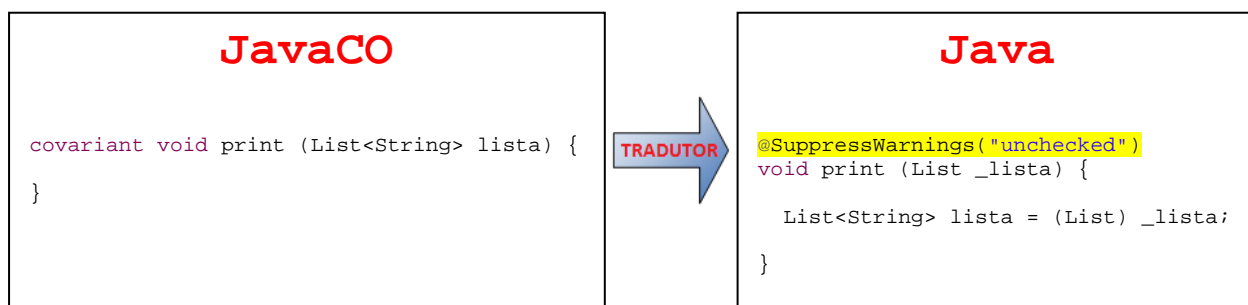 JavaCO
covariant void print (List<String> lista) {
}
TRADUTOR
Java
@SuppressWarnings("unchecked")
void print (List _lista) {
List<String> lista = (List) _lista;
}